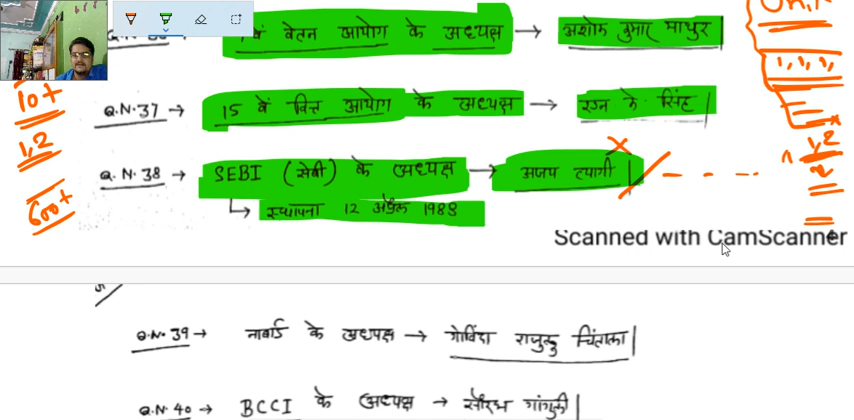 वेतन आयोग के अध्यक्ष → अशोक कुमार माथुर
Q.N.37 → 15 वें वित्त आयोग के अध्यक्ष → एन के सिंह
Q.N.38 → SEBI (सेबी) के अध्यक्ष → अजय त्यागी
स्थापना 12 अप्रैल 1988
10+
1,2
600+
Scanned with CamScanner
Q.N.39 → नाबार्ड के अध्यक्ष → गोविंदा राजुलु चिंताला
Q.N.40 → BCCI के अध्यक्ष → सौरभ गांगुली